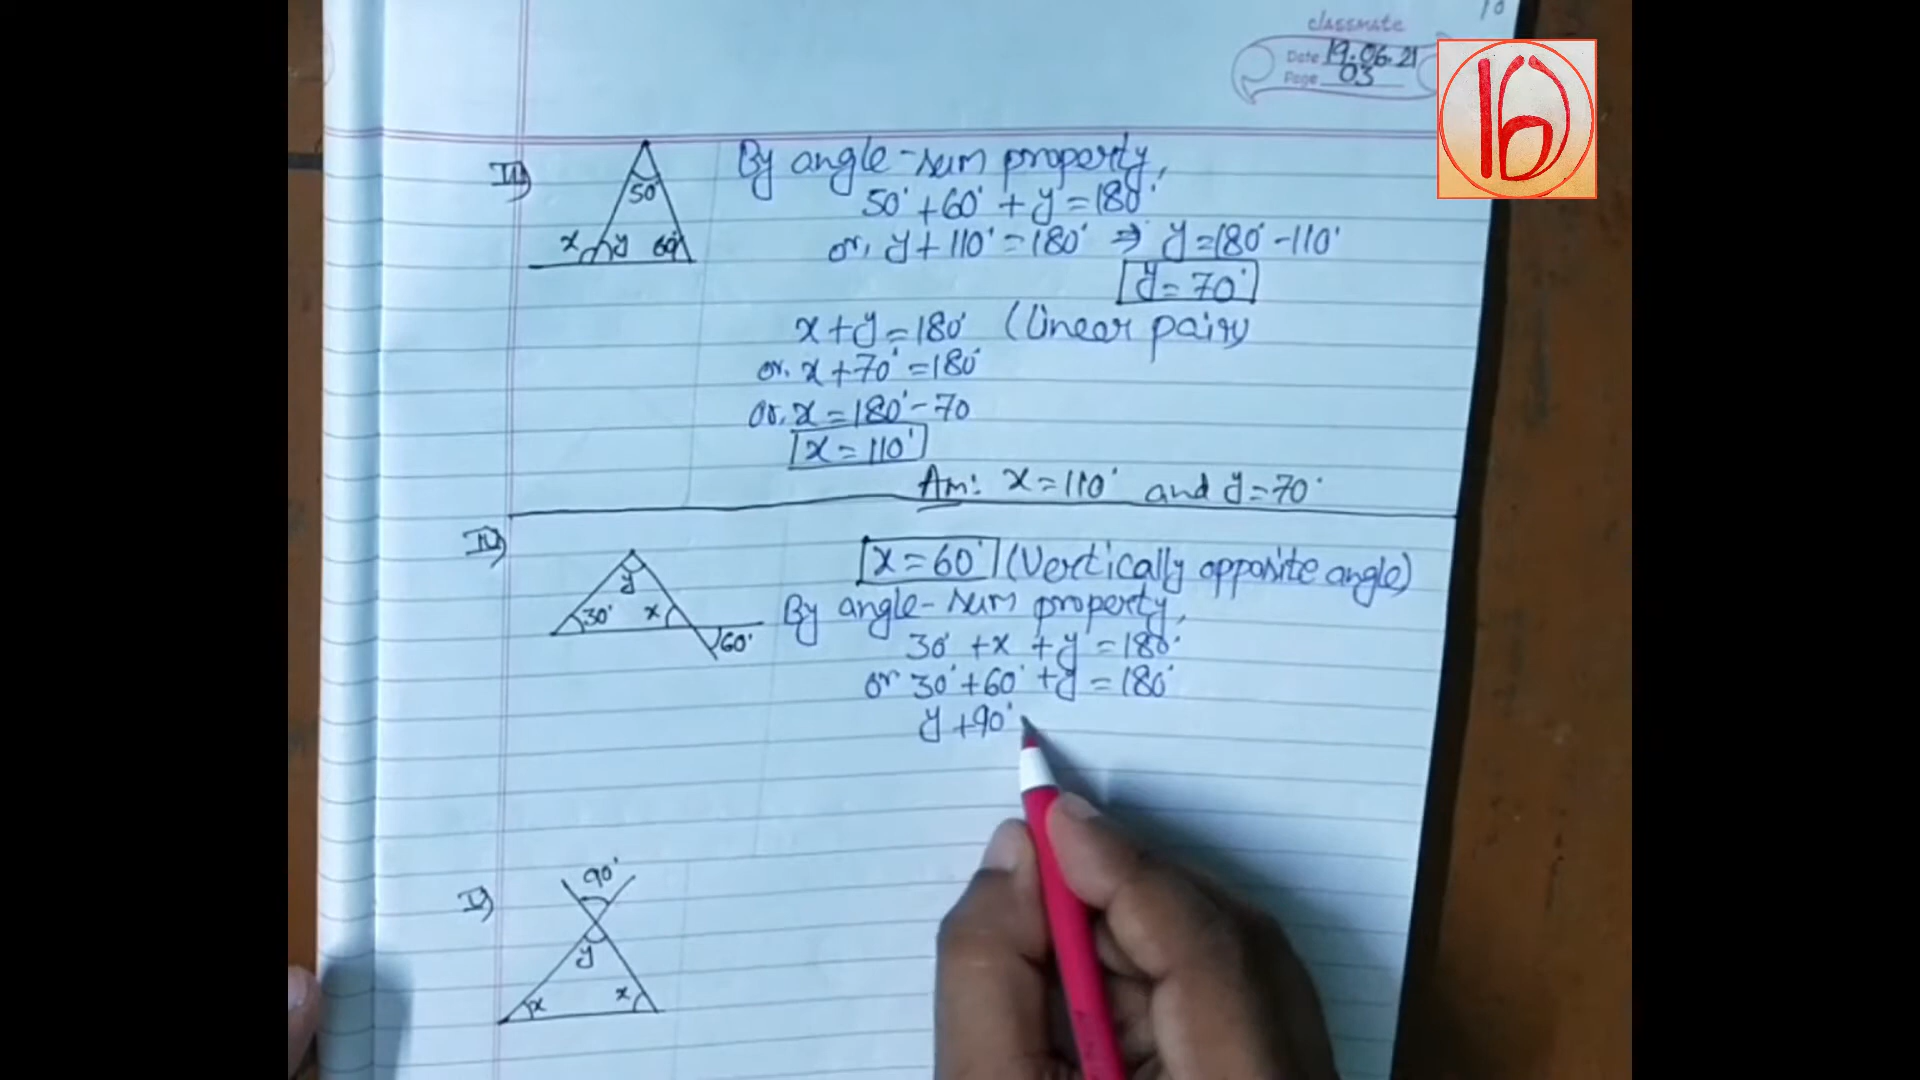 10
classmate
Date 19.06.21
Page 03
III) 50° x y 60°
By angle-sum property,
50° + 60° + y = 180°
or, y + 110° = 180° ⇒ y = 180° - 110°
y = 70°
x + y = 180° (Linear pair)
or. x + 70° = 180°
or. x = 180° - 70
x = 110°
Ans: x = 110° and y = 70°
IV) y 30° x 60°
x = 60° (Vertically opposite angle)
By angle-sum property,
30° + x + y = 180°
or 30° + 60° + y = 180°
y + 90°
V) 90° y x x